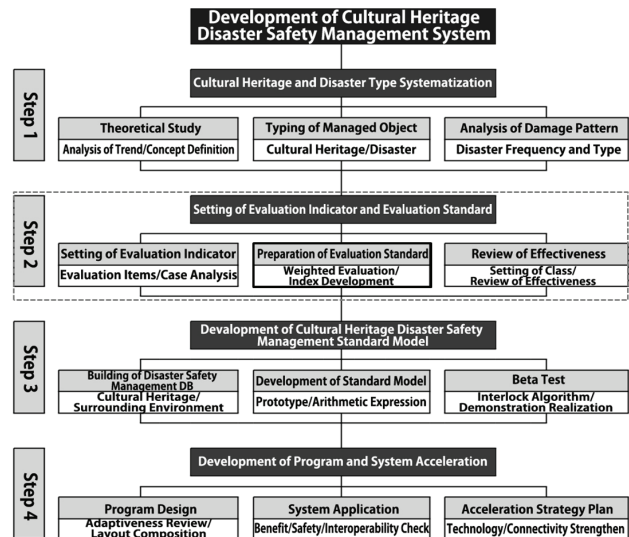 Development of Cultural Heritage
Disaster Safety Management System
Step 1
Cultural Heritage and Disaster Type Systematization
Theoretical Study
Analysis of Trend/Concept Definition
Typing of Managed Object
Cultural Heritage/Disaster
Analysis of Damage Pattern
Disaster Frequency and Type
Step 2
Setting of Evaluation Indicator and Evaluation Standard
Setting of Evaluation Indicator
Evaluation Items/Case Analysis
Preparation of Evaluation Standard
Weighted Evaluation/
Index Development
Review of Effectiveness
Setting of Class/
Review of Effectiveness
Step 3
Development of Cultural Heritage Disaster Safety
Management Standard Model
Building of Disaster Safety
Management DB
Cultural Heritage/
Surrounding Environment
Development of Standard Model
Prototype/Arithmetic Expression
Beta Test
Interlock Algorithm/
Demonstration Realization
Step 4
Development of Program and System Acceleration
Program Design
Adaptiveness Review/
Layout Composition
System Application
Benefit/Safety/Interoperability Check
Acceleration Strategy Plan
Technology/Connectivity Strengthen